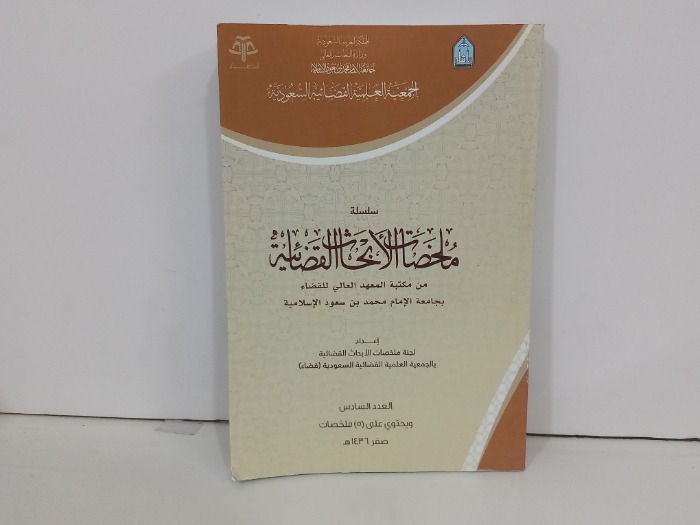 المملكة العربية السعودية
وزارة التعليم العالي
جامعة الإمام محمد بن سعود الإسلامية
الجمعية العلمية القضائية السعودية
قضاء
سلسلة
ملخصات الأبحاث القضائية
من مكتبة المعهد العالي للقضاء
بجامعة الإمام محمد بن سعود الإسلامية
إعـــداد
لجنة ملخصات الأبحاث القضائية
بالجمعية العلمية القضائية السعودية (قضاء)
العدد السادس
ويحتوي على (٥) ملخصات
صفر ١٤٣٦هـ